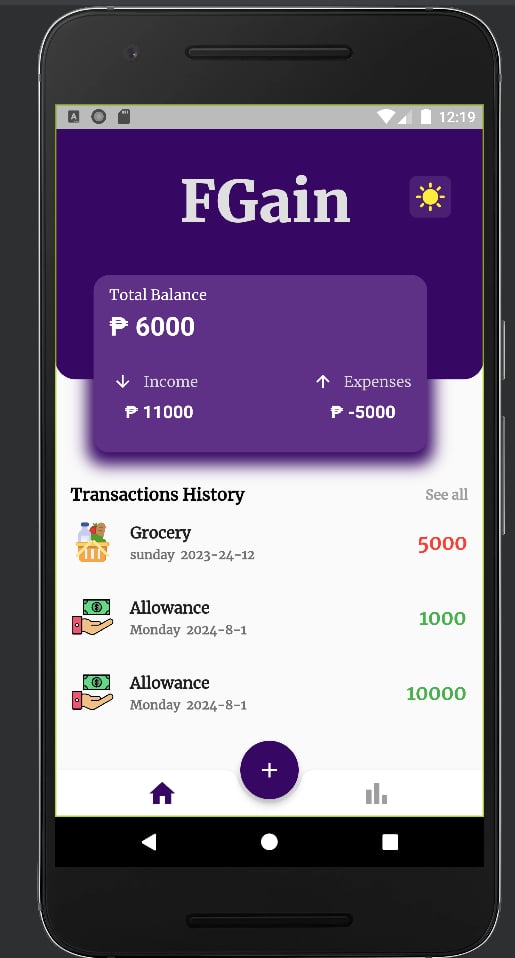 A
12:19
FGain
Total Balance
₱ 6000
Income Expenses
₱ 11000 ₱ -5000
Transactions History See all
Grocery
sunday 2023-24-12
5000
Allowance
Monday 2024-8-1
1000
Allowance
Monday 2024-8-1
10000
+